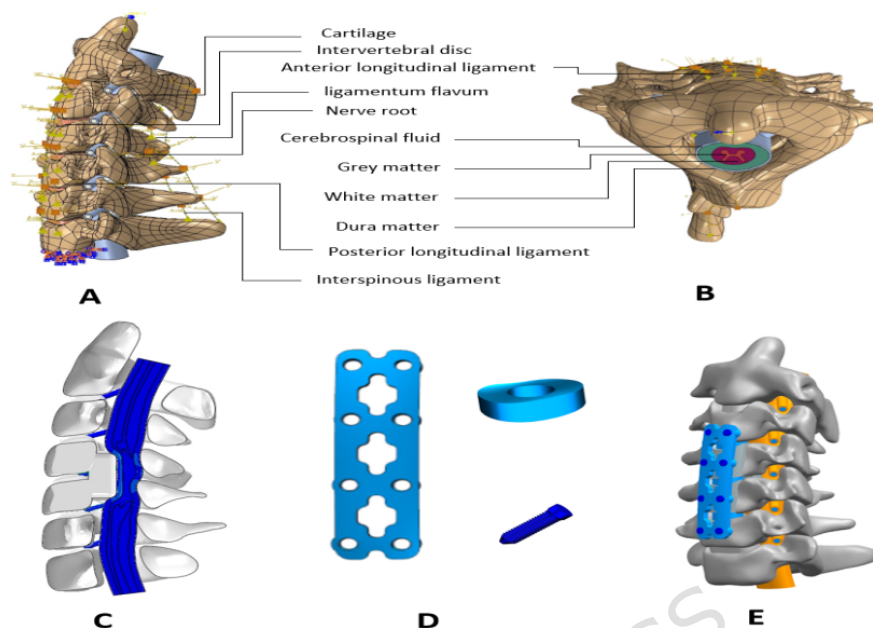 Cartilage
Intervertebral disc
Anterior longitudinal ligament
ligamentum flavum
Nerve root
Cerebrospinal fluid
Grey matter
White matter
Dura matter
Posterior longitudinal ligament
Interspinous ligament
A
B
C
D
E